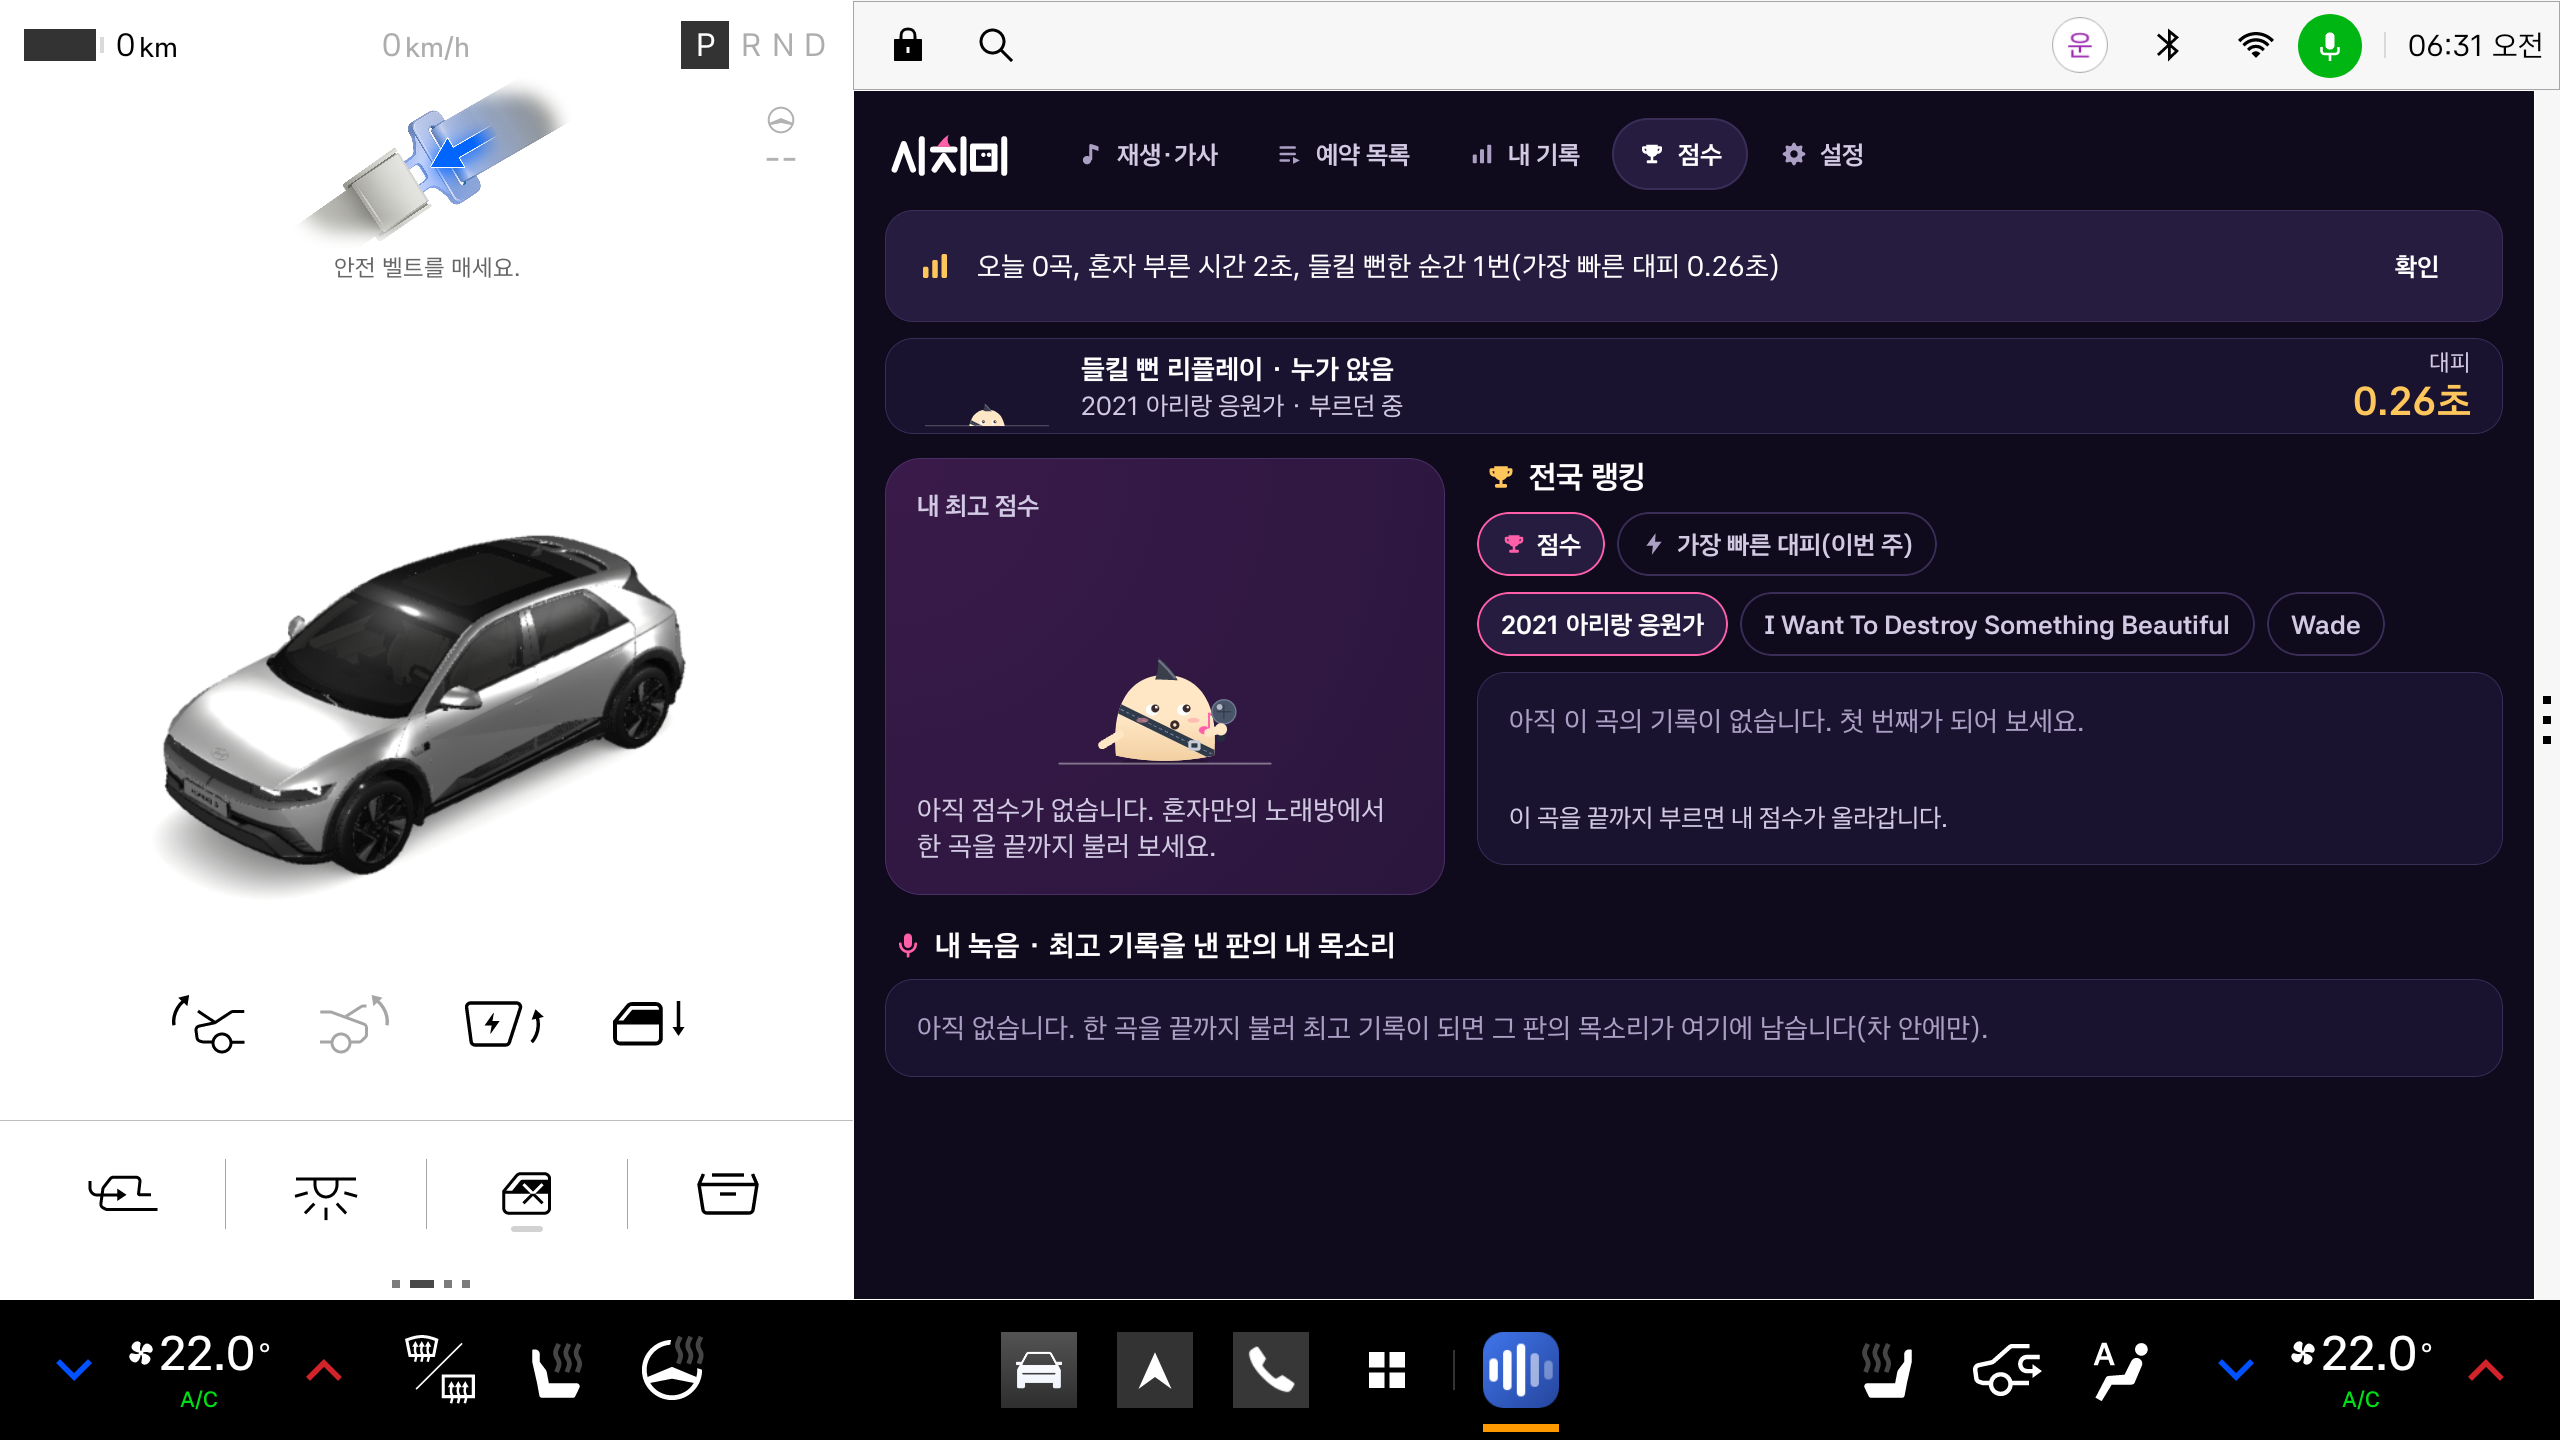 0 km
0 km/h
P R N D
운
06:31 오전
안전 벨트를 매세요.
시치미
재생·가사
예약 목록
내 기록
점수
설정
오늘 0곡, 혼자 부른 시간 2초, 들킬 뻔한 순간 1번(가장 빠른 대피 0.26초)
확인
들킬 뻔 리플레이 · 누가 앉음
2021 아리랑 응원가 · 부르던 중
대피
0.26초
내 최고 점수
아직 점수가 없습니다. 혼자만의 노래방에서
한 곡을 끝까지 불러 보세요.
전국 랭킹
점수
가장 빠른 대피(이번 주)
2021 아리랑 응원가
I Want To Destroy Something Beautiful
Wade
아직 이 곡의 기록이 없습니다. 첫 번째가 되어 보세요.
이 곡을 끝까지 부르면 내 점수가 올라갑니다.
내 녹음 · 최고 기록을 낸 판의 내 목소리
아직 없습니다. 한 곡을 끝까지 불러 최고 기록이 되면 그 판의 목소리가 여기에 남습니다(차 안에만).
22.0°
A/C
A
22.0°
A/C